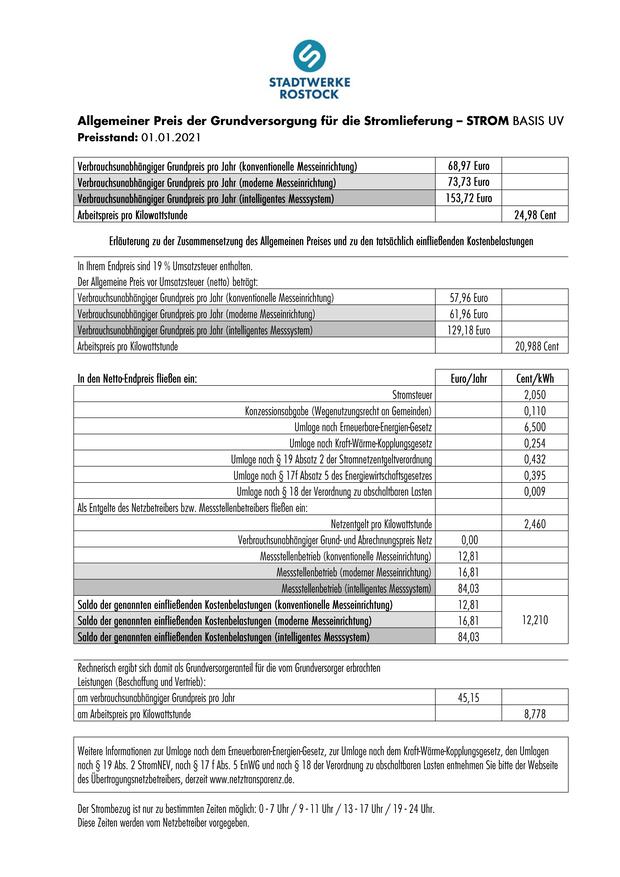 STADTWERKE
ROSTOCK
Allgemeiner Preis der Grundversorgung für die Stromlieferung – STROM BASIS UV
Preisstand: 01.01.2021
Verbrauchsunabhängiger Grundpreis pro Jahr (konventionelle Messeinrichtung) 68,97 Euro
Verbrauchsunabhängiger Grundpreis pro Jahr (moderne Messeinrichtung) 73,73 Euro
Verbrauchsunabhängiger Grundpreis pro Jahr (intelligentes Messsystem) 153,72 Euro
Arbeitspreis pro Kilowattstunde 24,98 Cent
Erläuterung zu der Zusammensetzung des Allgemeinen Preises und zu den tatsächlich einfließenden Kostenbelastungen
In Ihrem Endpreis sind 19 % Umsatzsteuer enthalten.
Der Allgemeine Preis vor Umsatzsteuer (netto) beträgt:
Verbrauchsunabhängiger Grundpreis pro Jahr (konventionelle Messeinrichtung) 57,96 Euro
Verbrauchsunabhängiger Grundpreis pro Jahr (moderne Messeinrichtung) 61,96 Euro
Verbrauchsunabhängiger Grundpreis pro Jahr (intelligentes Messsystem) 129,18 Euro
Arbeitspreis pro Kilowattstunde 20,988 Cent
In den Netto-Endpreis fließen ein: Euro/Jahr Cent/kWh
Stromsteuer 2,050
Konzessionsabgabe (Wegenutzungsrecht an Gemeinden) 0,110
Umlage nach Erneuerbare-Energien-Gesetz 6,500
Umlage nach Kraft-Wärme-Kopplungsgesetz 0,254
Umlage nach § 19 Absatz 2 der Stromnetzentgeltverordnung 0,432
Umlage nach § 17f Absatz 5 des Energiewirtschaftsgesetzes 0,395
Umlage nach § 18 der Verordnung zu abschaltbaren Lasten 0,009
Als Entgelte des Netzbetreibers bzw. Messstellenbetreibers fließen ein:
Netzentgelt pro Kilowattstunde 2,460
Verbrauchsunabhängiger Grund- und Abrechnungspreis Netz 0,00
Messstellenbetrieb (konventionelle Messeinrichtung) 12,81
Messstellenbetrieb (moderner Messeinrichtung) 16,81
Messstellenbetrieb (intelligentes Messsystem) 84,03
Saldo der genannten einfließenden Kostenbelastungen (konventionelle Messeinrichtung) 12,81
Saldo der genannten einfließenden Kostenbelastungen (moderne Messeinrichtung) 16,81 12,210
Saldo der genannten einfließenden Kostenbelastungen (intelligentes Messsystem) 84,03
Rechnerisch ergibt sich damit als Grundversorgeranteil für die vom Grundversorger erbrachten
Leistungen (Beschaffung und Vertrieb):
am verbrauchsunabhängiger Grundpreis pro Jahr 45,15
am Arbeitspreis pro Kilowattstunde 8,778
Weitere Informationen zur Umlage nach dem Erneuerbaren-Energien-Gesetz, zur Umlage nach dem Kraft-Wärme-Kopplungsgesetz, den Umlagen
nach § 19 Abs. 2 StromNEV, nach § 17 f Abs. 5 EnWG und nach § 18 der Verordnung zu abschaltbaren Lasten entnehmen Sie bitte der Webseite
des Übertragungsnetzbetreibers, derzeit www.netztransparenz.de.
Der Strombezug ist nur zu bestimmten Zeiten möglich: 0 - 7 Uhr / 9 - 11 Uhr / 13 - 17 Uhr / 19 - 24 Uhr.
Diese Zeiten werden vom Netzbetreiber vorgegeben.